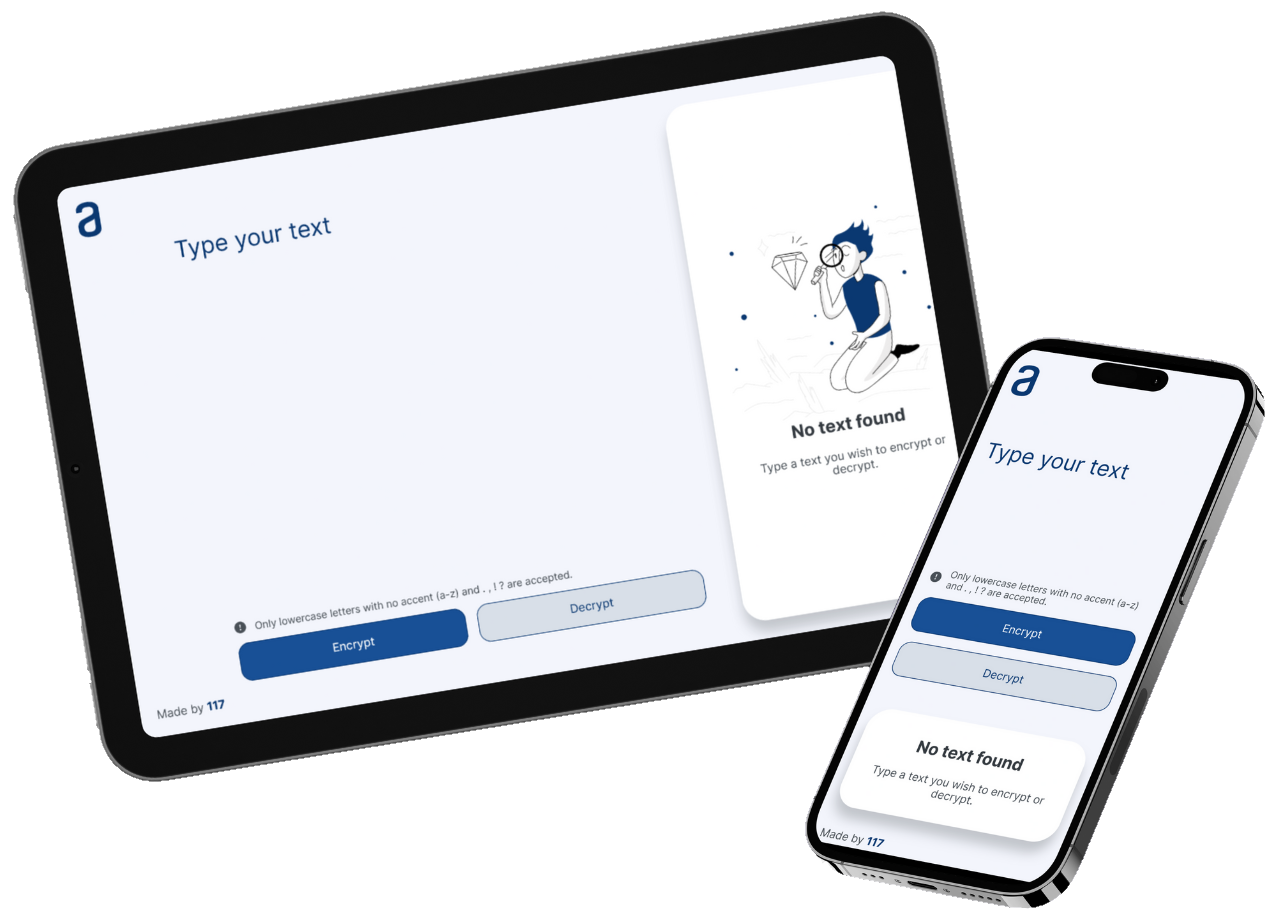 a
Type your text
No text found
Type a text you wish to encrypt or
decrypt.
Only lowercase letters with no accent (a-z) and . , ! ? are accepted.
Encrypt
Decrypt
Made by 117
a
Type your text
Only lowercase letters with no accent (a-z)
and . , ! ? are accepted.
Encrypt
Decrypt
No text found
Type a text you wish to encrypt or
decrypt.
Made by 117